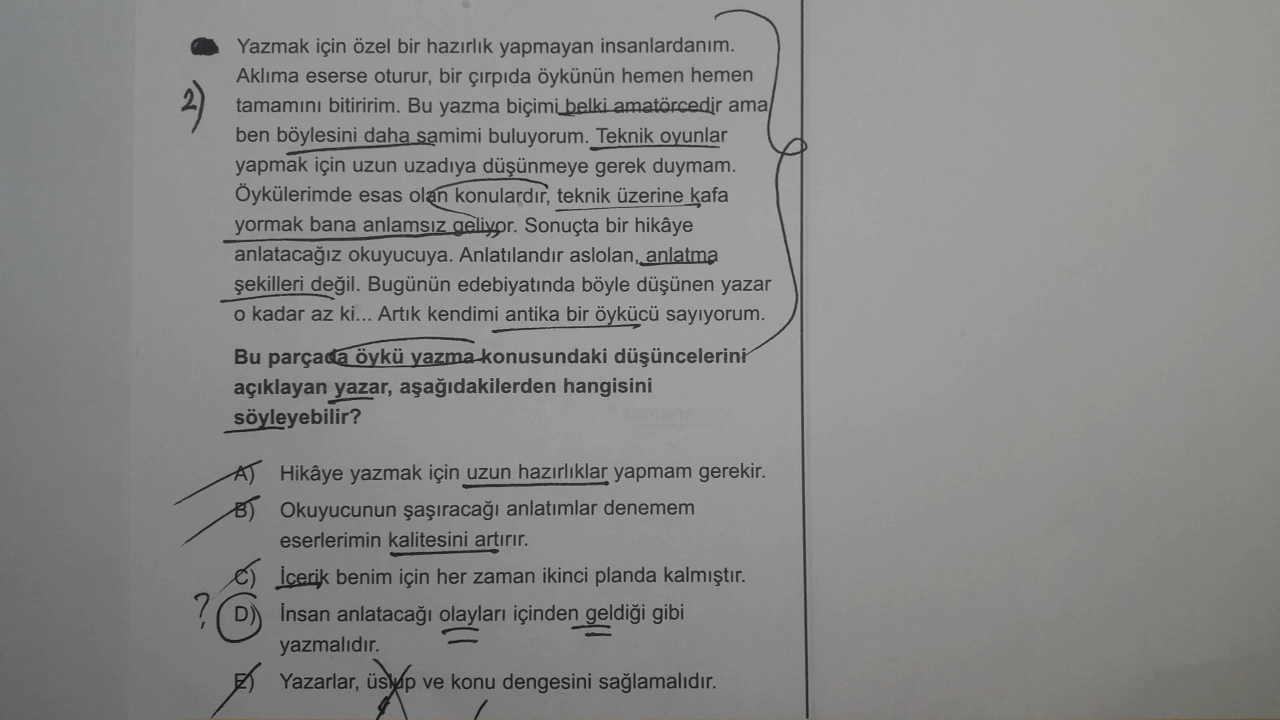 Yazmak için özel bir hazırlık yapmayan insanlardanım.
2)
Aklıma eserse oturur, bir çırpıda öykünün hemen hemen
tamamını bitiririm. Bu yazma biçimi belki amatörcedir ama
ben böylesini daha samimi buluyorum. Teknik oyunlar
yapmak için uzun uzadıya düşünmeye gerek duymam.
Öykülerimde esas olan konulardır, teknik üzerine kafa
yormak bana anlamsız geliyor. Sonuçta bir hikâye
anlatacağız okuyucuya. Anlatılandır aslolan, anlatma
şekilleri değil. Bugünün edebiyatında böyle düşünen yazar
o kadar az ki... Artık kendimi antika bir öykücü sayıyorum.
Bu parçada öykü yazma konusundaki düşüncelerini
açıklayan yazar, aşağıdakilerden hangisini
söyleyebilir?
A) Hikâye yazmak için uzun hazırlıklar yapmam gerekir.
B) Okuyucunun şaşıracağı anlatımlar denemem
eserlerimin kalitesini artırır.
C) İçerik benim için her zaman ikinci planda kalmıştır.
? D) İnsan anlatacağı olayları içinden geldiği gibi
yazmalıdır.
E) Yazarlar, üslup ve konu dengesini sağlamalıdır.